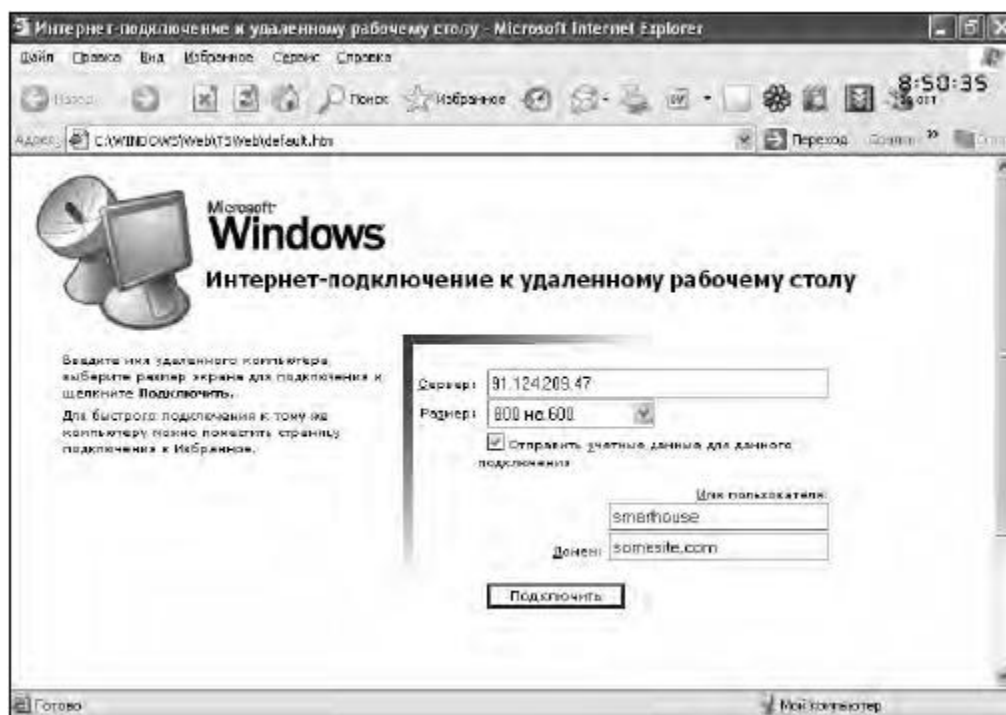 Интернет-подключение к удаленному рабочему столу - Microsoft Internet Explorer
Файл Правка Вид Избранное Сервис Справка
Назад Поиск Избранное 8:50:35
Адрес: C:\WINDOWS\Web\TSWeb\default.htm Переход »
Microsoft
Windows
Интернет-подключение к удаленному рабочему столу
Введите имя удаленного компьютера,
выберите размер экрана для подключения и
щелкните Подключить.
Для быстрого подключения к тому же
компьютеру можно поместить страницу
подключения в Избранное.
Сервер: 91.124.209.47
Размер: 800 на 600
Отправить учетные данные для данного
подключения
Имя пользователя:
smarthouse
Домен: somesite.com
Подключить
Готово Мой компьютер